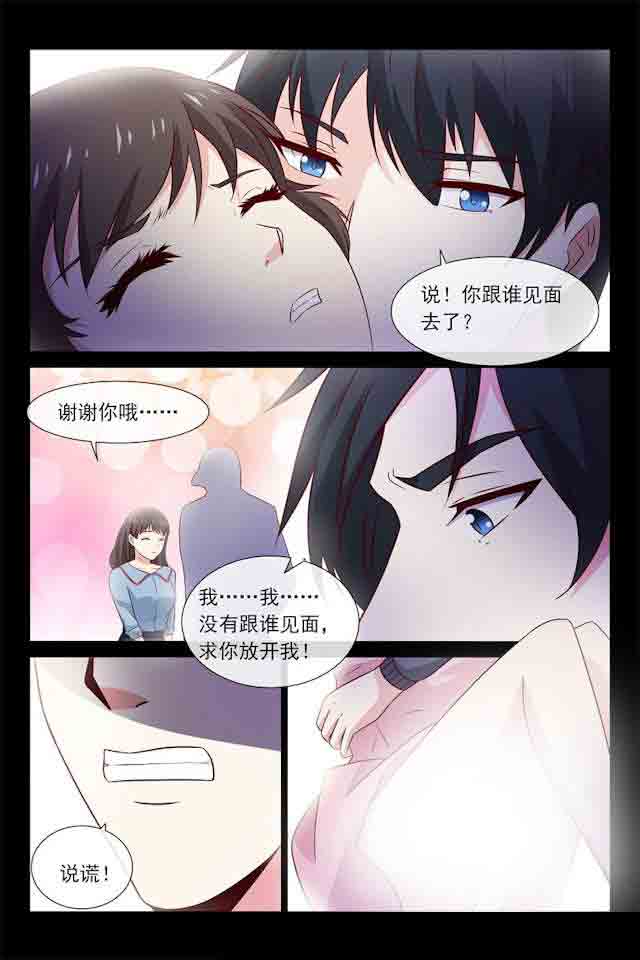 说！你跟谁见面
去了？
谢谢你哦……
我……我……
没有跟谁见面，
求你放开我！
说谎！